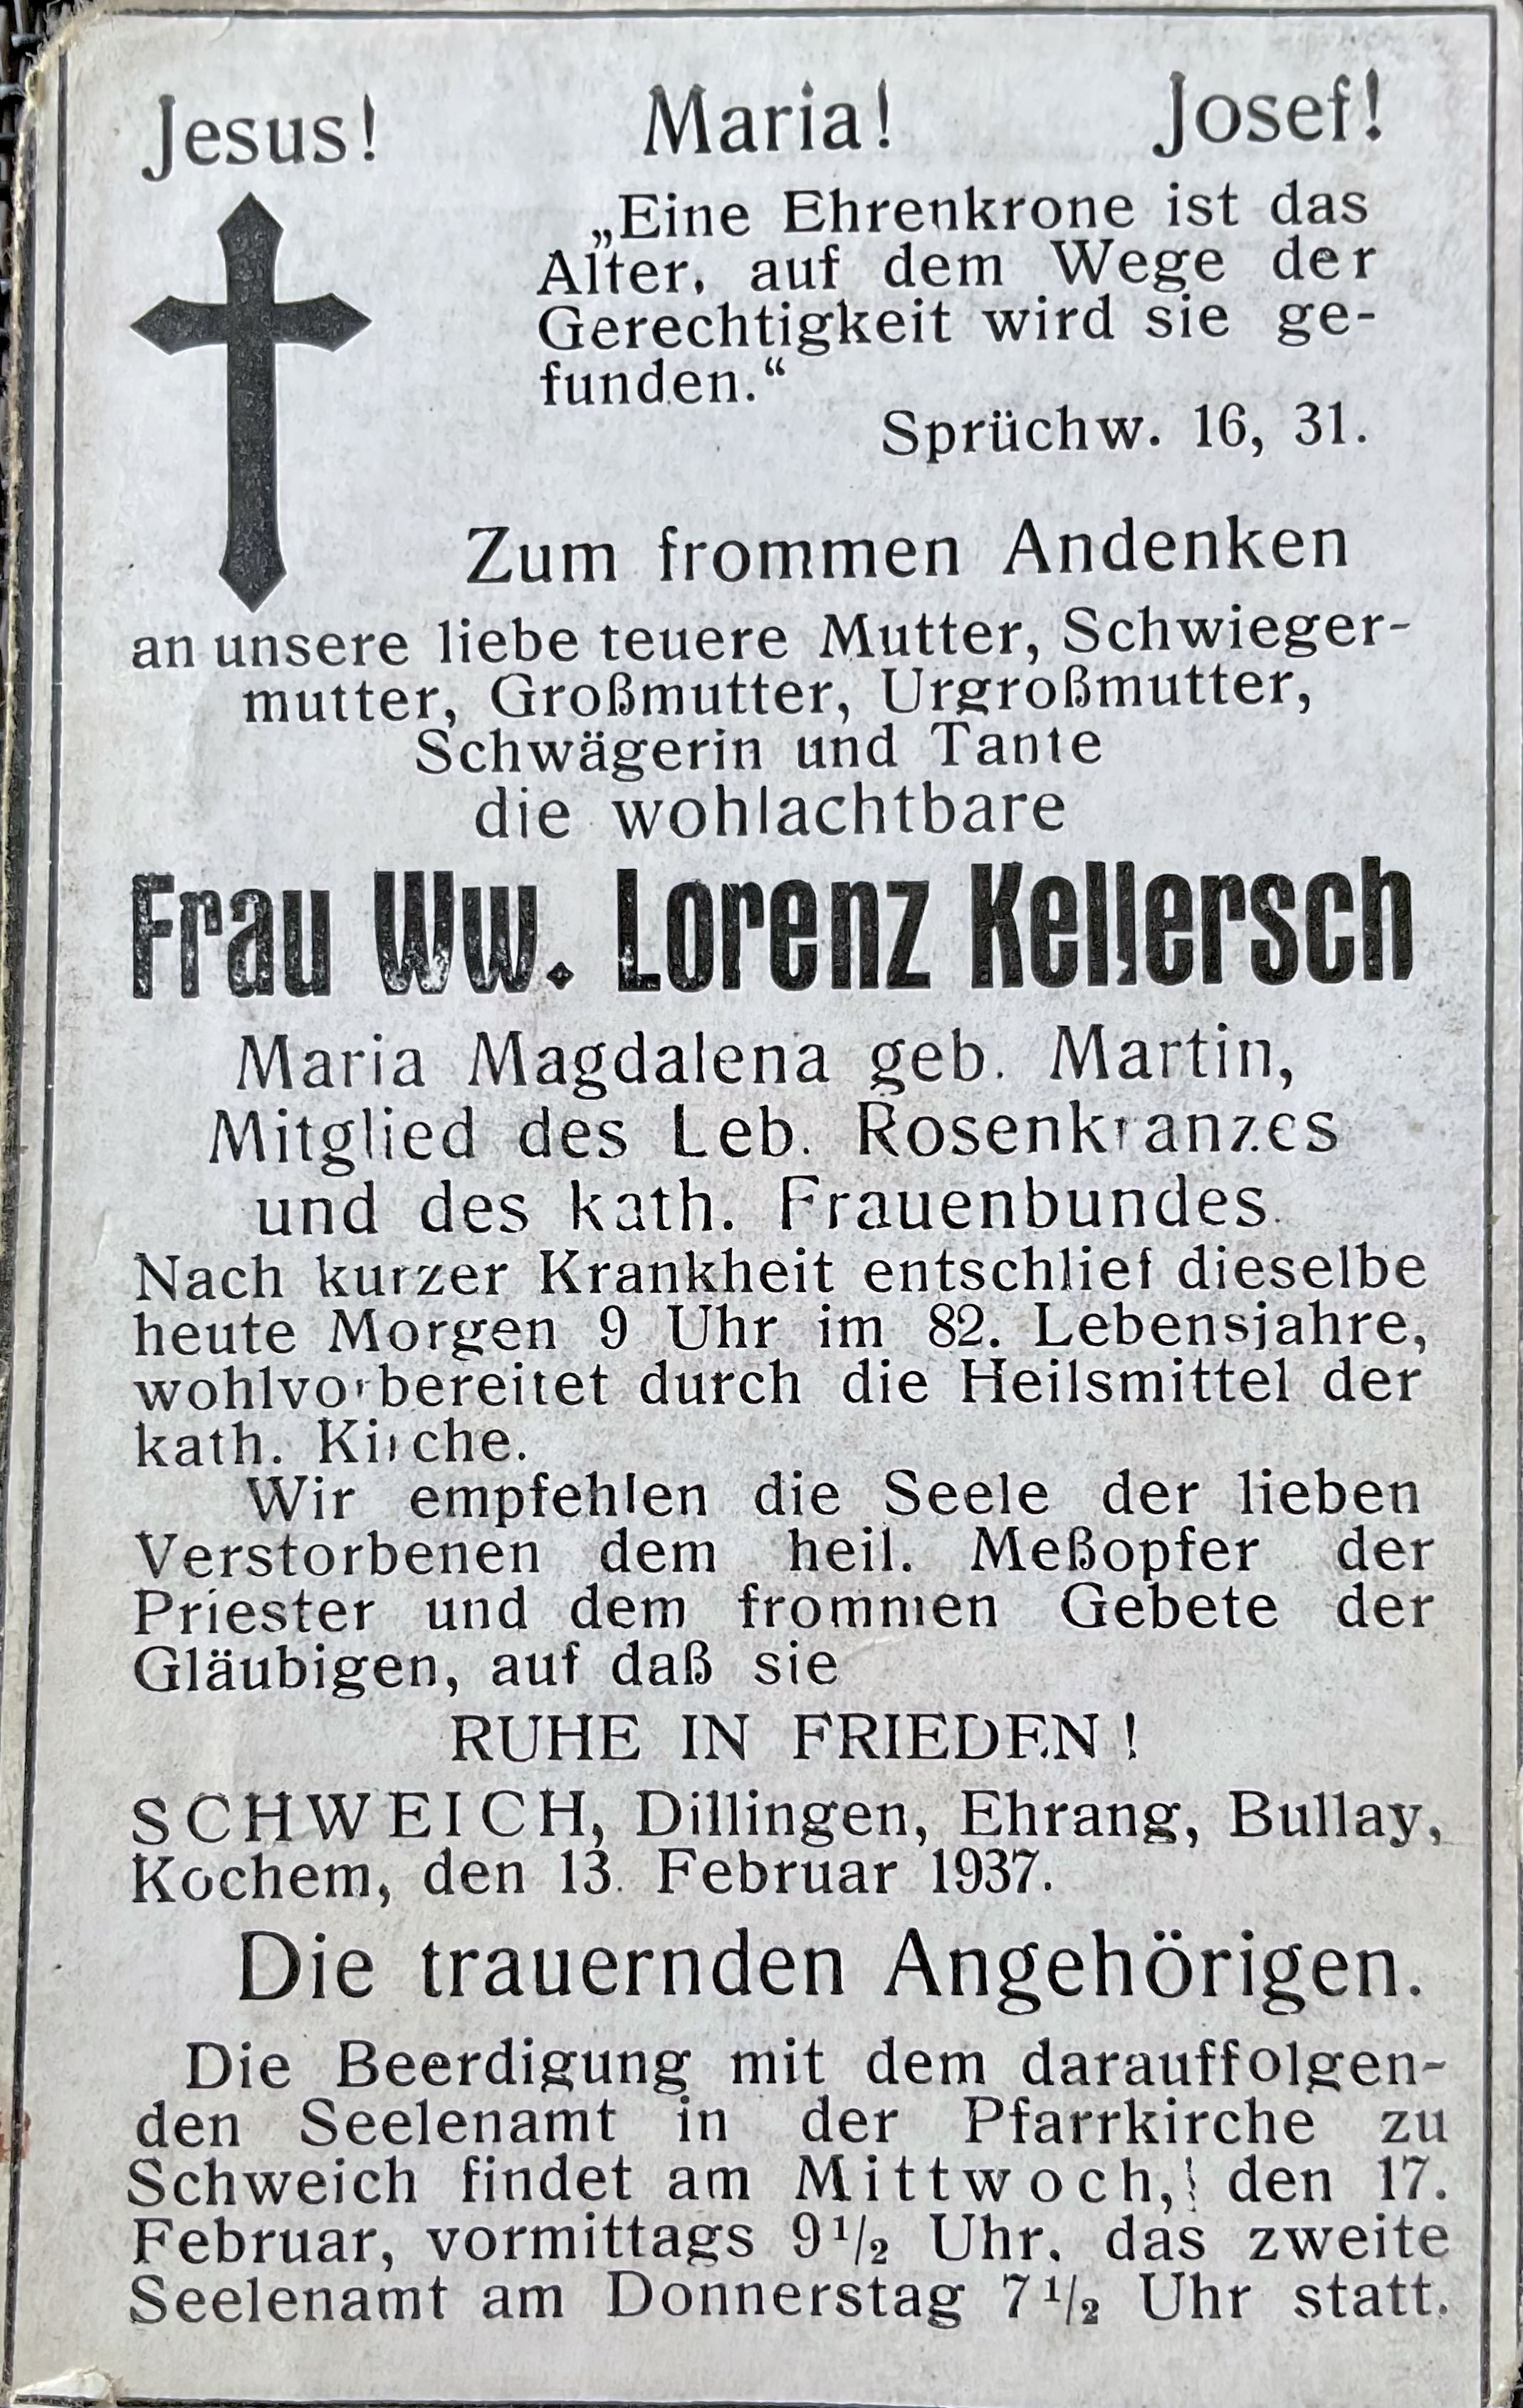 Jesus! Maria! Josef!
„Eine Ehrenkrone ist das
Alter, auf dem Wege der
Gerechtigkeit wird sie ge-
funden.“
Sprüchw. 16, 31.
Zum frommen Andenken
an unsere liebe teuere Mutter, Schwieger-
mutter, Großmutter, Urgroßmutter,
Schwägerin und Tante
die wohlachtbare
Frau Ww. Lorenz Kellersch
Maria Magdalena geb. Martin,
Mitglied des Leb. Rosenkranzes
und des kath. Frauenbundes.
Nach kurzer Krankheit entschlief dieselbe
heute Morgen 9 Uhr im 82. Lebensjahre,
wohlvorbereitet durch die Heilsmittel der
kath. Kirche.
Wir empfehlen die Seele der lieben
Verstorbenen dem heil. Meßopfer der
Priester und dem frommen Gebete der
Gläubigen, auf daß sie
RUHE IN FRIEDEN!
SCHWEICH, Dillingen, Ehrang, Bullay,
Kochem, den 13. Februar 1937.
Die trauernden Angehörigen.
Die Beerdigung mit dem darauffolgen-
den Seelenamt in der Pfarrkirche zu
Schweich findet am Mittwoch, den 17.
Februar, vormittags 9 1/2 Uhr, das zweite
Seelenamt am Donnerstag 7 1/2 Uhr statt.